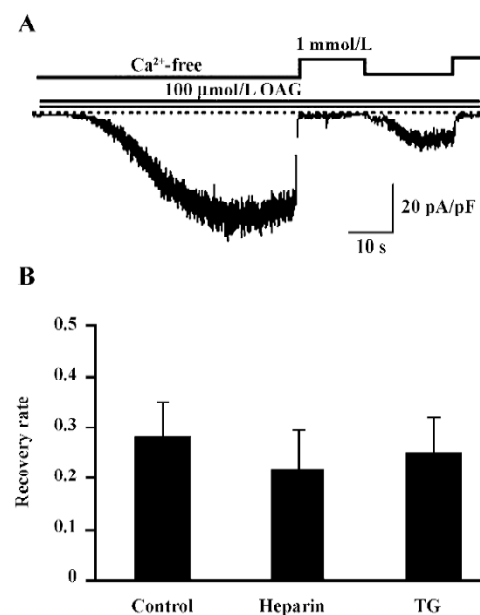 A
1 mmol/L
Ca²⁺-free
100 µmol/L OAG
20 pA/pF
10 s
B
Recovery rate
0.5
0.4
0.3
0.2
0.1
0
Control Heparin TG